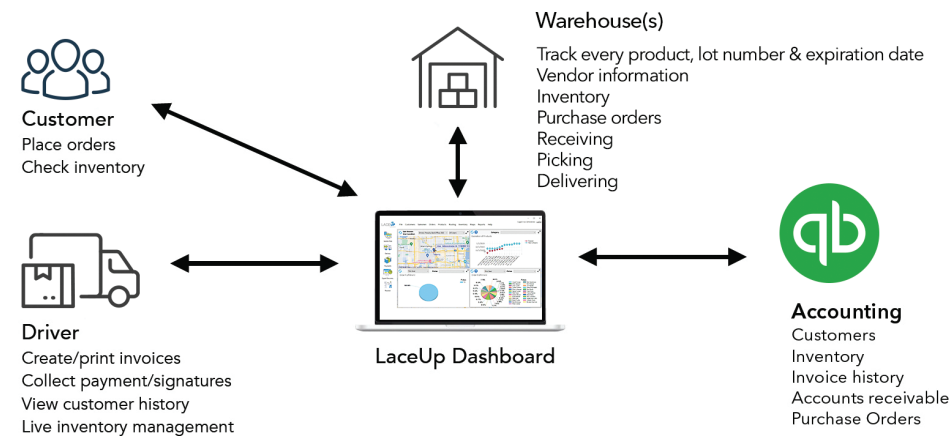 Warehouse(s)
Track every product, lot number & expiration date
Vendor information
Inventory
Purchase orders
Receiving
Picking
Delivering
Customer
Place orders
Check inventory
Driver
Create/print invoices
Collect payment/signatures
View customer history
Live inventory management
LaceUp Dashboard
qb
Accounting
Customers
Inventory
Invoice history
Accounts receivable
Purchase Orders